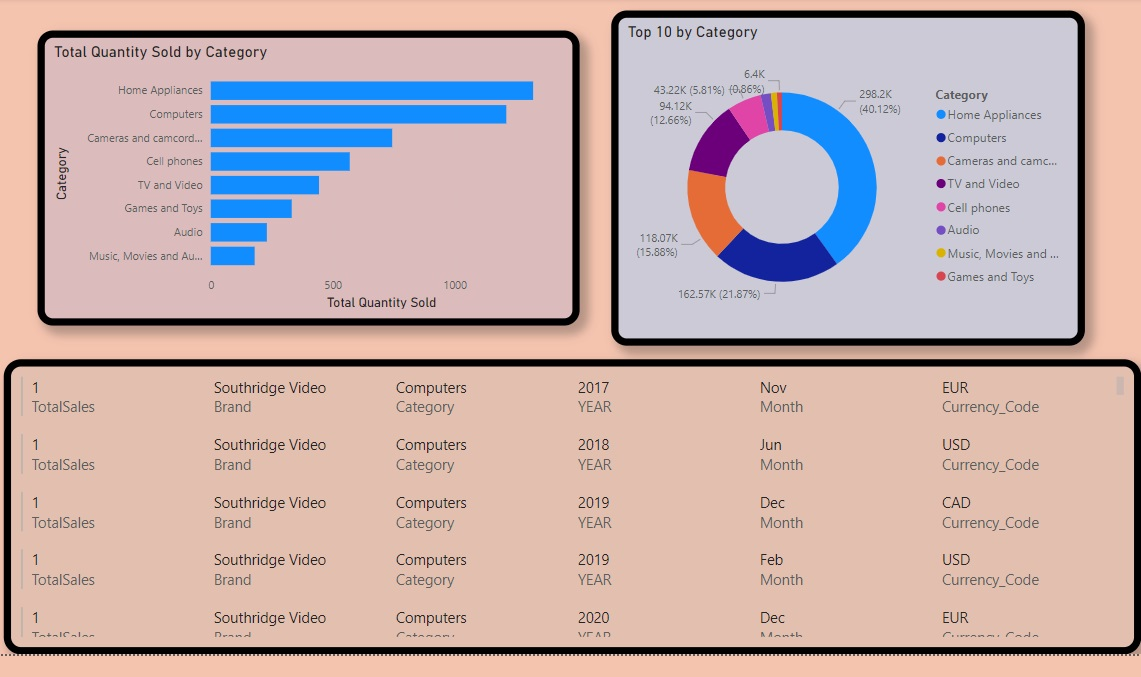 Total Quantity Sold by Category
Category
Home Appliances
Computers
Cameras and camcord...
Cell phones
TV and Video
Games and Toys
Audio
Music, Movies and Au...
0 500 1000
Total Quantity Sold
Top 10 by Category
6.4K
(0.86%)
43.22K (5.81%)
94.12K
(12.66%)
118.07K
(15.88%)
162.57K (21.87%)
298.2K
(40.12%)
Category
Home Appliances
Computers
Cameras and camc...
TV and Video
Cell phones
Audio
Music, Movies and ...
Games and Toys
1 Southridge Video Computers 2017 Nov EUR
TotalSales Brand Category YEAR Month Currency_Code
1 Southridge Video Computers 2018 Jun USD
TotalSales Brand Category YEAR Month Currency_Code
1 Southridge Video Computers 2019 Dec CAD
TotalSales Brand Category YEAR Month Currency_Code
1 Southridge Video Computers 2019 Feb USD
TotalSales Brand Category YEAR Month Currency_Code
1 Southridge Video Computers 2020 Dec EUR
TotalSales Brand Category YEAR Month Currency_Code